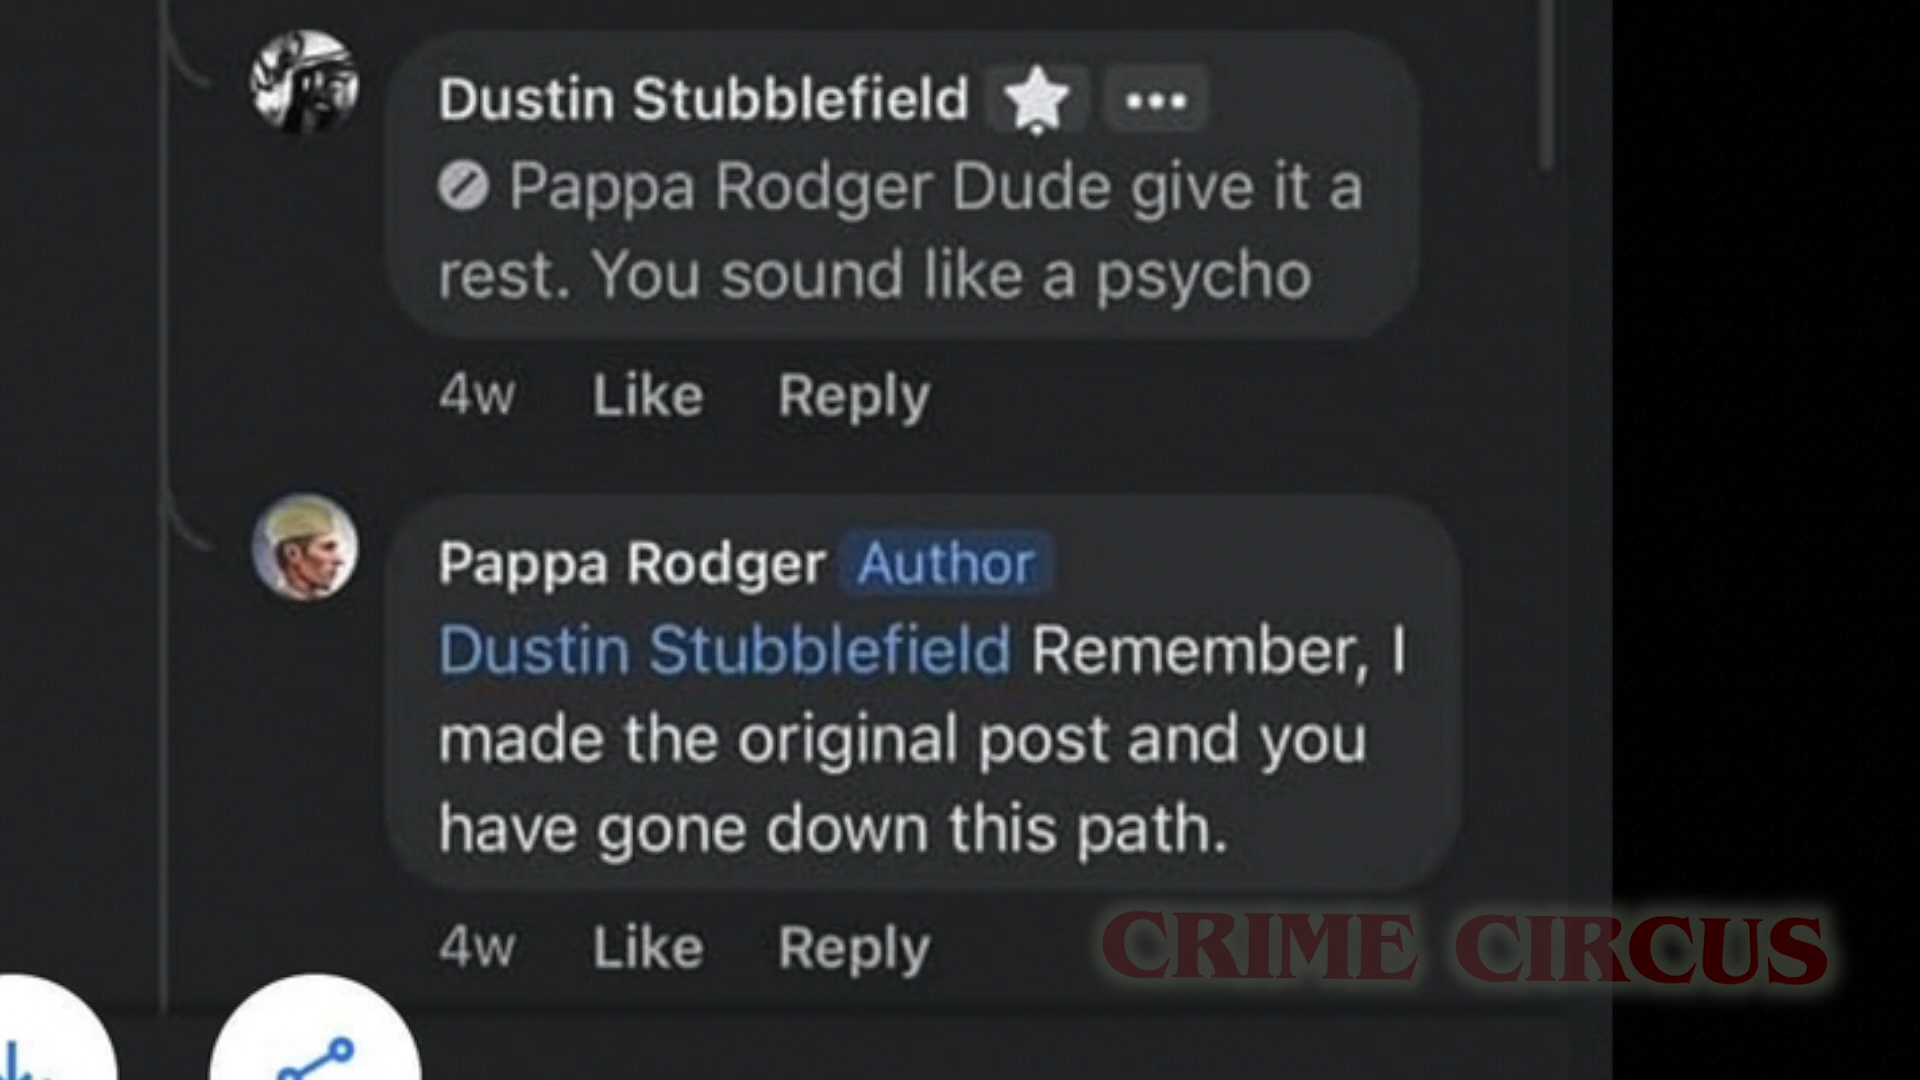 Dustin Stubblefield
Pappa Rodger Dude give it a
rest. You sound like a psycho
4w Like Reply
Pappa Rodger Author
Dustin Stubblefield Remember, I
made the original post and you
have gone down this path.
4w Like Reply
CRIME CIRCUS